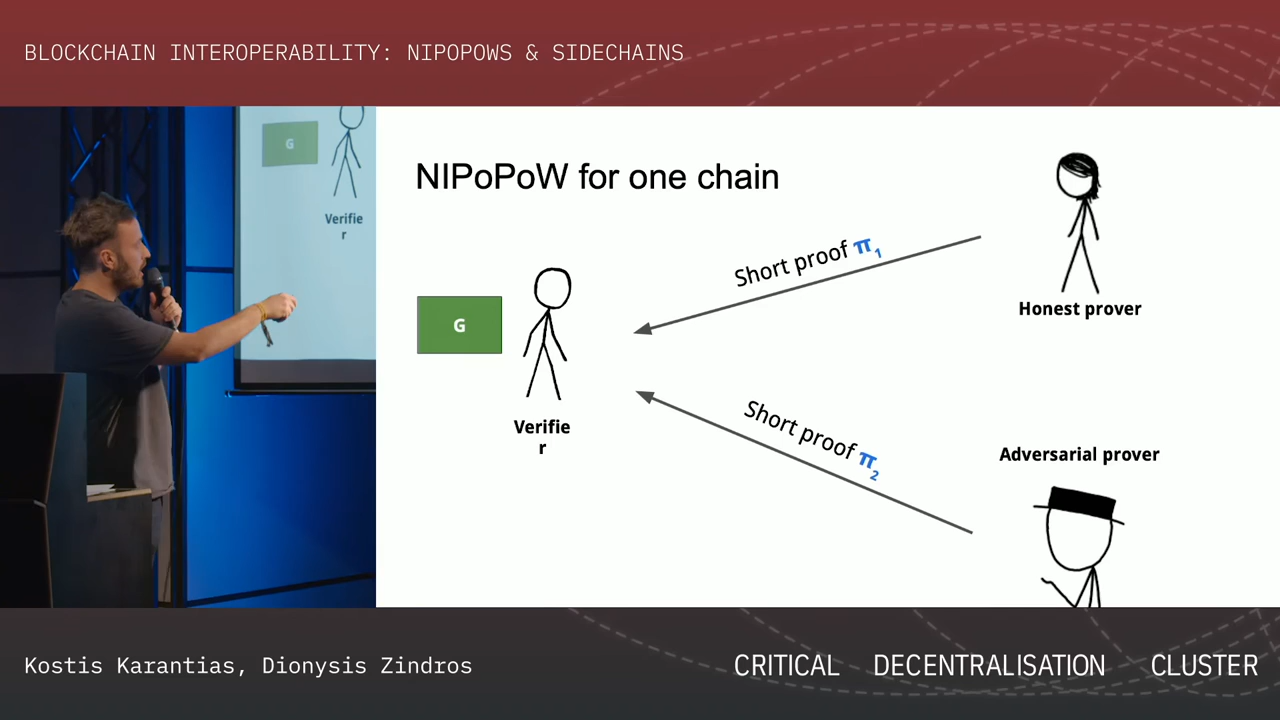 BLOCKCHAIN INTEROPERABILITY: NIPOPOWS & SIDECHAINS
G
Verifie
r
NIPoPoW for one chain
Short proof π1
Honest prover
G
Verifie
r
Short proof π2
Adversarial prover
Kostis Karantias, Dionysis Zindros
CRITICAL DECENTRALISATION CLUSTER